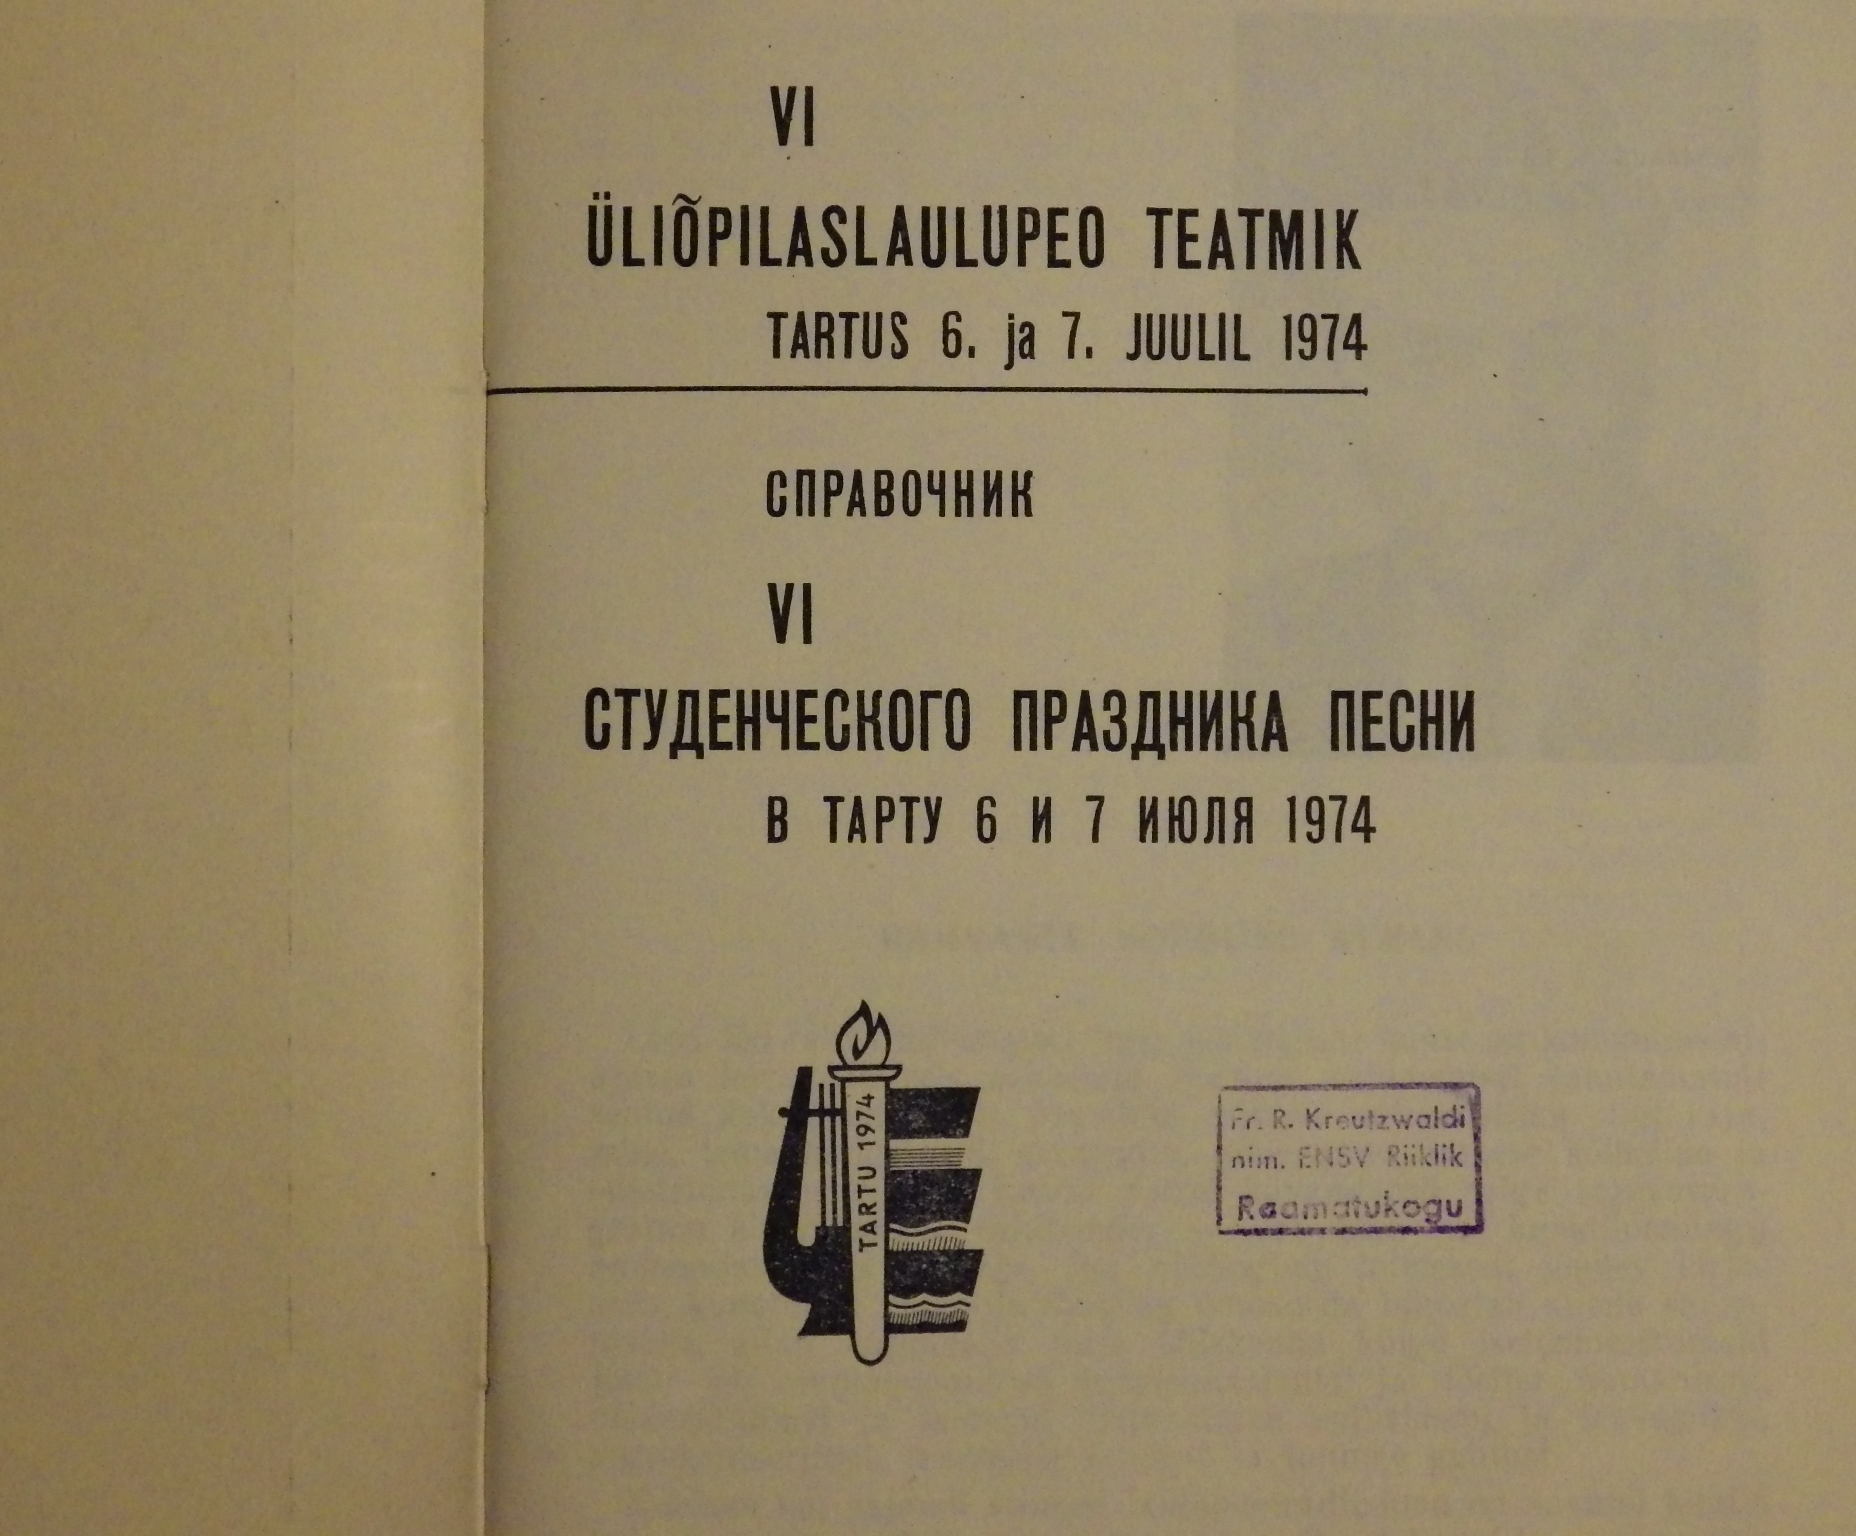 VI
ÜLIÕPILASLAULUPEO TEATMIK
TARTUS 6. ja 7. JUULIL 1974
СПРАВОЧНИК
VI
СТУДЕНЧЕСКОГО ПРАЗДНИКА ПЕСНИ
В ТАРТУ 6 И 7 ИЮЛЯ 1974
TARTU 1974
Fr. R. Kreutzwaldi
nim. ENSV Riiklik
Raamatukogu